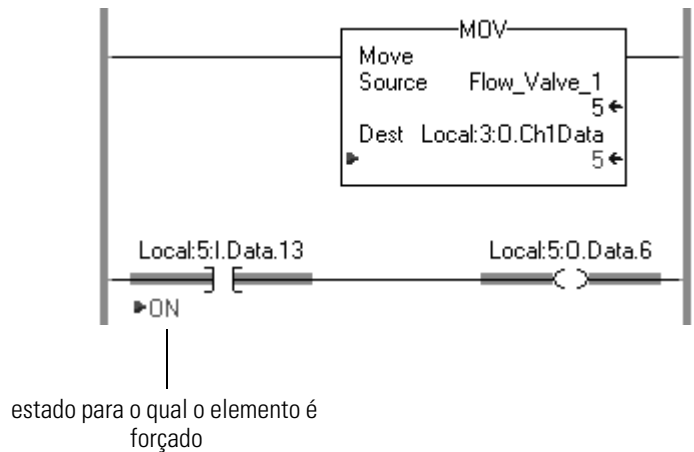 MOV
Move
Source Flow_Valve_1
5
Dest Local:3:O.Ch1Data
5
Local:5:I.Data.13 Local:5:O.Data.6
ON
estado para o qual o elemento é
forçado